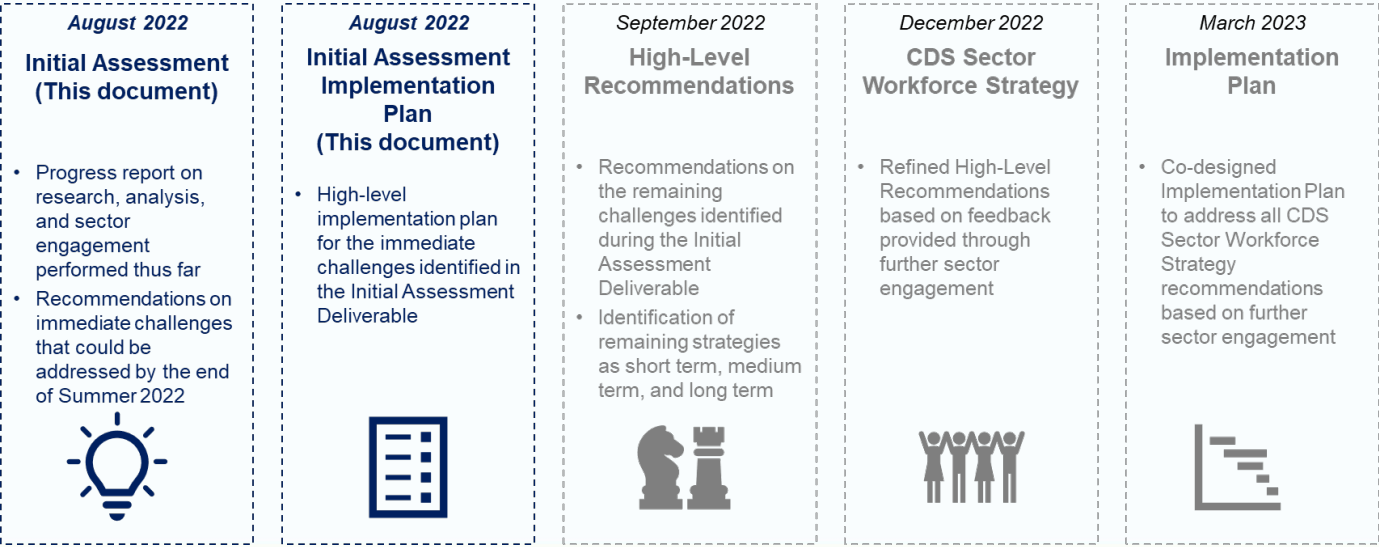 August 2022
Initial Assessment
(This document)
• Progress report on
research, analysis,
and sector
engagement
performed thus far
• Recommendations on
immediate challenges
that could be
addressed by the end
of Summer 2022
August 2022
Initial Assessment
Implementation
Plan
(This document)
• High-level
implementation plan
for the immediate
challenges identified in
the Initial Assessment
Deliverable
September 2022
High-Level
Recommendations
• Recommendations on
the remaining
challenges identified
during the Initial
Assessment
Deliverable
• Identification of
remaining strategies
as short term, medium
term, and long term
December 2022
CDS Sector
Workforce Strategy
• Refined High-Level
Recommendations
based on feedback
provided through
further sector
engagement
March 2023
Implementation
Plan
• Co-designed
Implementation Plan
to address all CDS
Sector Workforce
Strategy
recommendations
based on further
sector engagement